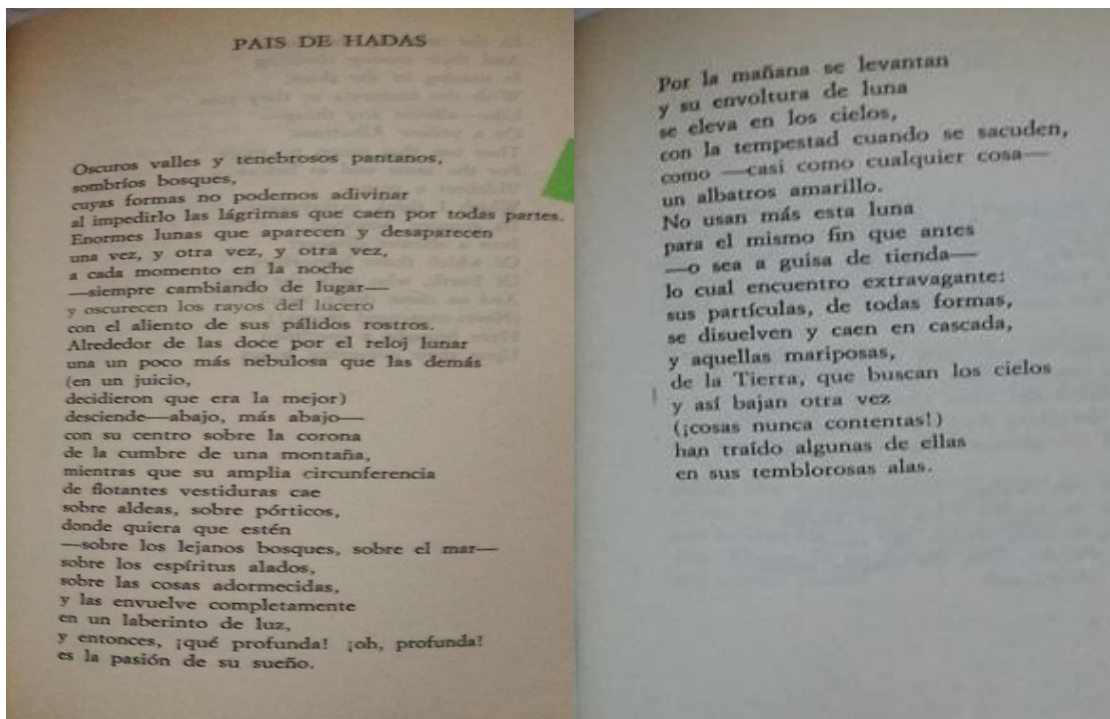 PAIS DE HADAS
Oscuros valles y tenebrosos pantanos,
sombríos bosques,
cuyas formas no podemos adivinar
al impedirlo las lágrimas que caen por todas partes.
Enormes lunas que aparecen y desaparecen
una vez, y otra vez, y otra vez,
a cada momento en la noche
—siempre cambiando de lugar—
y oscurecen los rayos del lucero
con el aliento de sus pálidos rostros.
Alrededor de las doce por el reloj lunar
una un poco más nebulosa que las demás
(en un juicio,
decidieron que era la mejor)
desciende—abajo, más abajo—
con su centro sobre la corona
de la cumbre de una montaña,
mientras que su amplia circunferencia
de flotantes vestiduras cae
sobre aldeas, sobre pórticos,
donde quiera que estén
—sobre los lejanos bosques, sobre el mar—
sobre los espíritus alados,
sobre las cosas adormecidas,
y las envuelve completamente
en un laberinto de luz,
y entonces, ¡qué profunda! ¡oh, profunda!
es la pasión de su sueño.
Por la mañana se levantan
y su envoltura de luna
se eleva en los cielos,
con la tempestad cuando se sacuden,
como —casi como cualquier cosa—
un albatros amarillo.
No usan más esta luna
para el mismo fin que antes
—o sea a guisa de tienda—
lo cual encuentro extravagante:
sus partículas, de todas formas,
se disuelven y caen en cascada,
y aquellas mariposas,
de la Tierra, que buscan los cielos
y así bajan otra vez
(¡cosas nunca contentas!)
han traído algunas de ellas
en sus temblorosas alas.